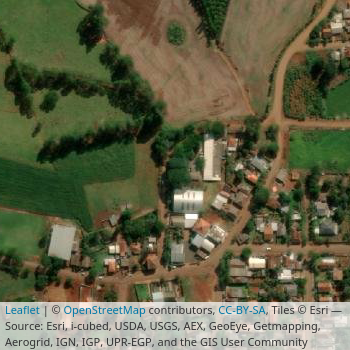 Leaflet | © OpenStreetMap contributors, CC-BY-SA, Tiles © Esri —
Source: Esri, i-cubed, USDA, USGS, AEX, GeoEye, Getmapping,
Aerogrid, IGN, IGP, UPR-EGP, and the GIS User Community